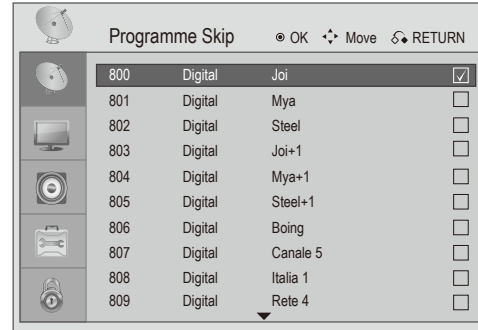 Programme Skip OK Move RETURN
800 Digital Joi
801 Digital Mya
802 Digital Steel
803 Digital Joi+1
804 Digital Mya+1
805 Digital Steel+1
806 Digital Boing
807 Digital Canale 5
808 Digital Italia 1
809 Digital Rete 4